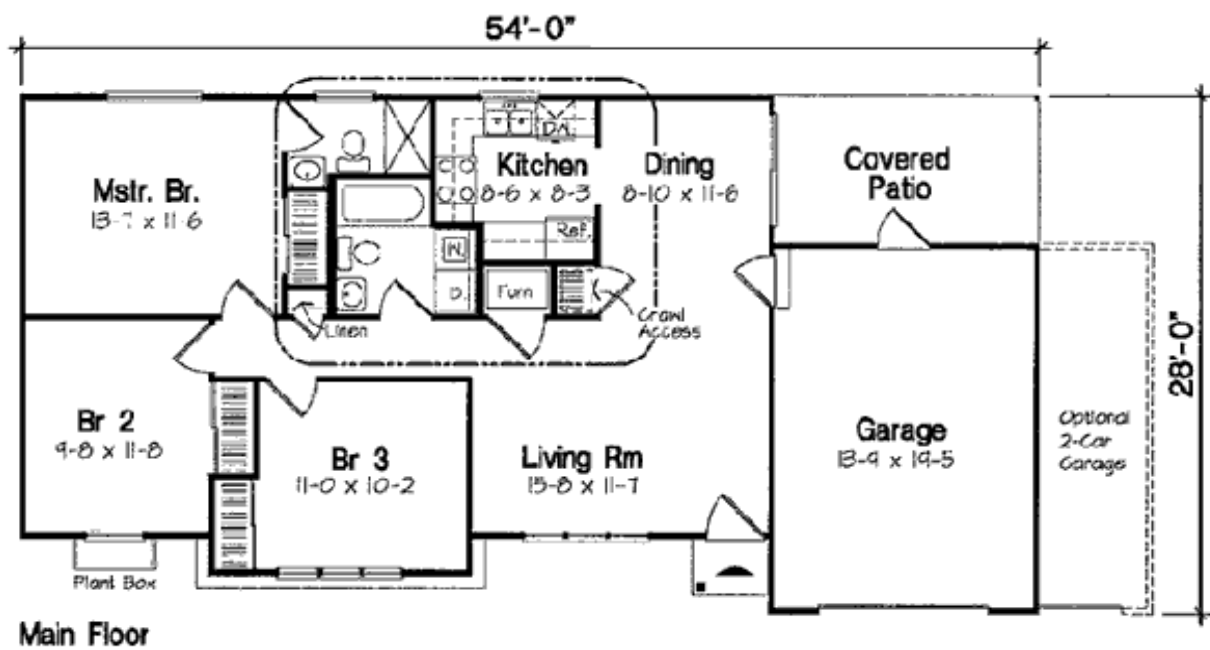 54'-0"
Mstr. Br.
13-7 x 11-6
Kitchen
8-6 x 8-3
D.W.
Ref.
Dining
8-10 x 11-6
Covered
Patio
W.
D.
Furn
Linen
Crawl
Access
28'-0"
Br 2
9-8 x 11-8
Br 3
11-0 x 10-2
Living Rm
15-8 x 11-7
Garage
13-9 x 19-5
Optional
2-Car
Garage
Plant Box
Main Floor